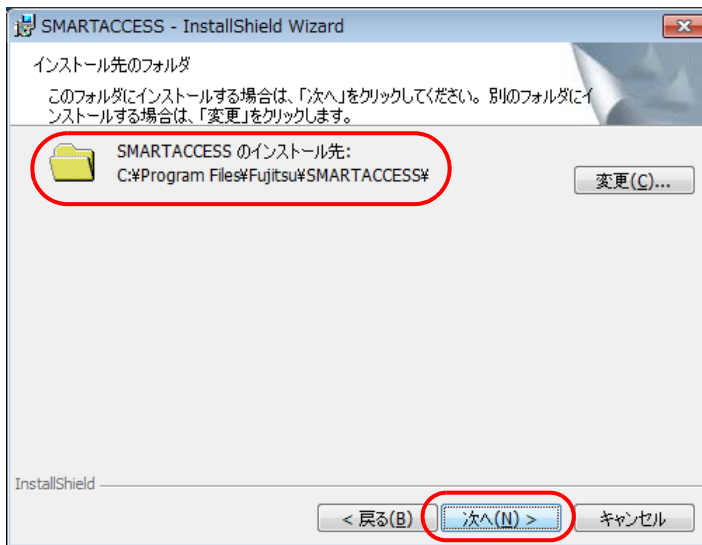 SMARTACCESS - InstallShield Wizard
インストール先のフォルダ
このフォルダにインストールする場合は、「次へ」をクリックしてください。別のフォルダにイ
ンストールする場合は、「変更」をクリックします。
SMARTACCESS のインストール先:
C:¥Program Files¥Fujitsu¥SMARTACCESS¥
変更(C)...
InstallShield
< 戻る(B)
次へ(N) >
キャンセル